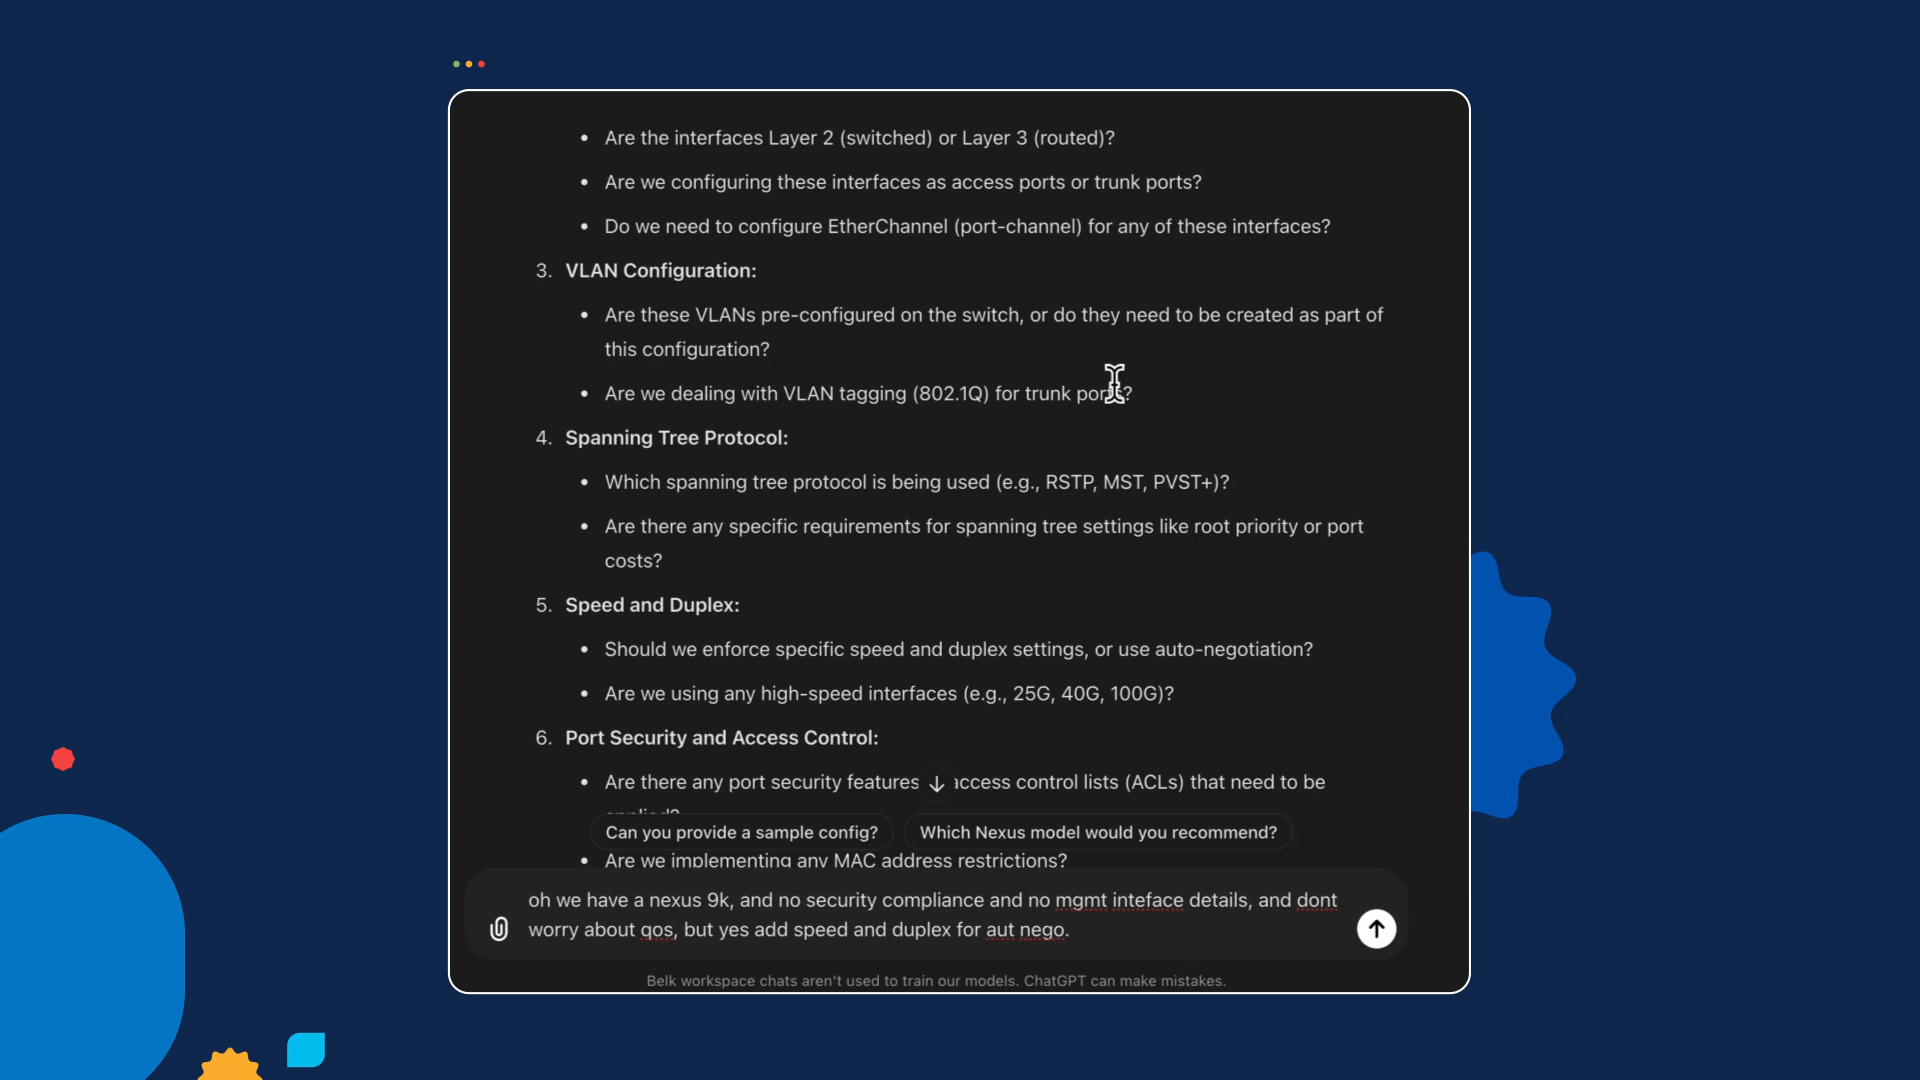 • Are the interfaces Layer 2 (switched) or Layer 3 (routed)?
• Are we configuring these interfaces as access ports or trunk ports?
• Do we need to configure EtherChannel (port-channel) for any of these interfaces?
3. VLAN Configuration:
• Are these VLANs pre-configured on the switch, or do they need to be created as part of
this configuration?
• Are we dealing with VLAN tagging (802.1Q) for trunk ports?
4. Spanning Tree Protocol:
• Which spanning tree protocol is being used (e.g., RSTP, MST, PVST+)?
• Are there any specific requirements for spanning tree settings like root priority or port
costs?
5. Speed and Duplex:
• Should we enforce specific speed and duplex settings, or use auto-negotiation?
• Are we using any high-speed interfaces (e.g., 25G, 40G, 100G)?
6. Port Security and Access Control:
• Are there any port security features access control lists (ACLs) that need to be
applied?
Can you provide a sample config? Which Nexus model would you recommend?
• Are we implementing any MAC address restrictions?
oh we have a nexus 9k, and no security compliance and no mgmt inteface details, and dont
worry about qos, but yes add speed and duplex for aut nego.
Belk workspace chats aren't used to train our models. ChatGPT can make mistakes.